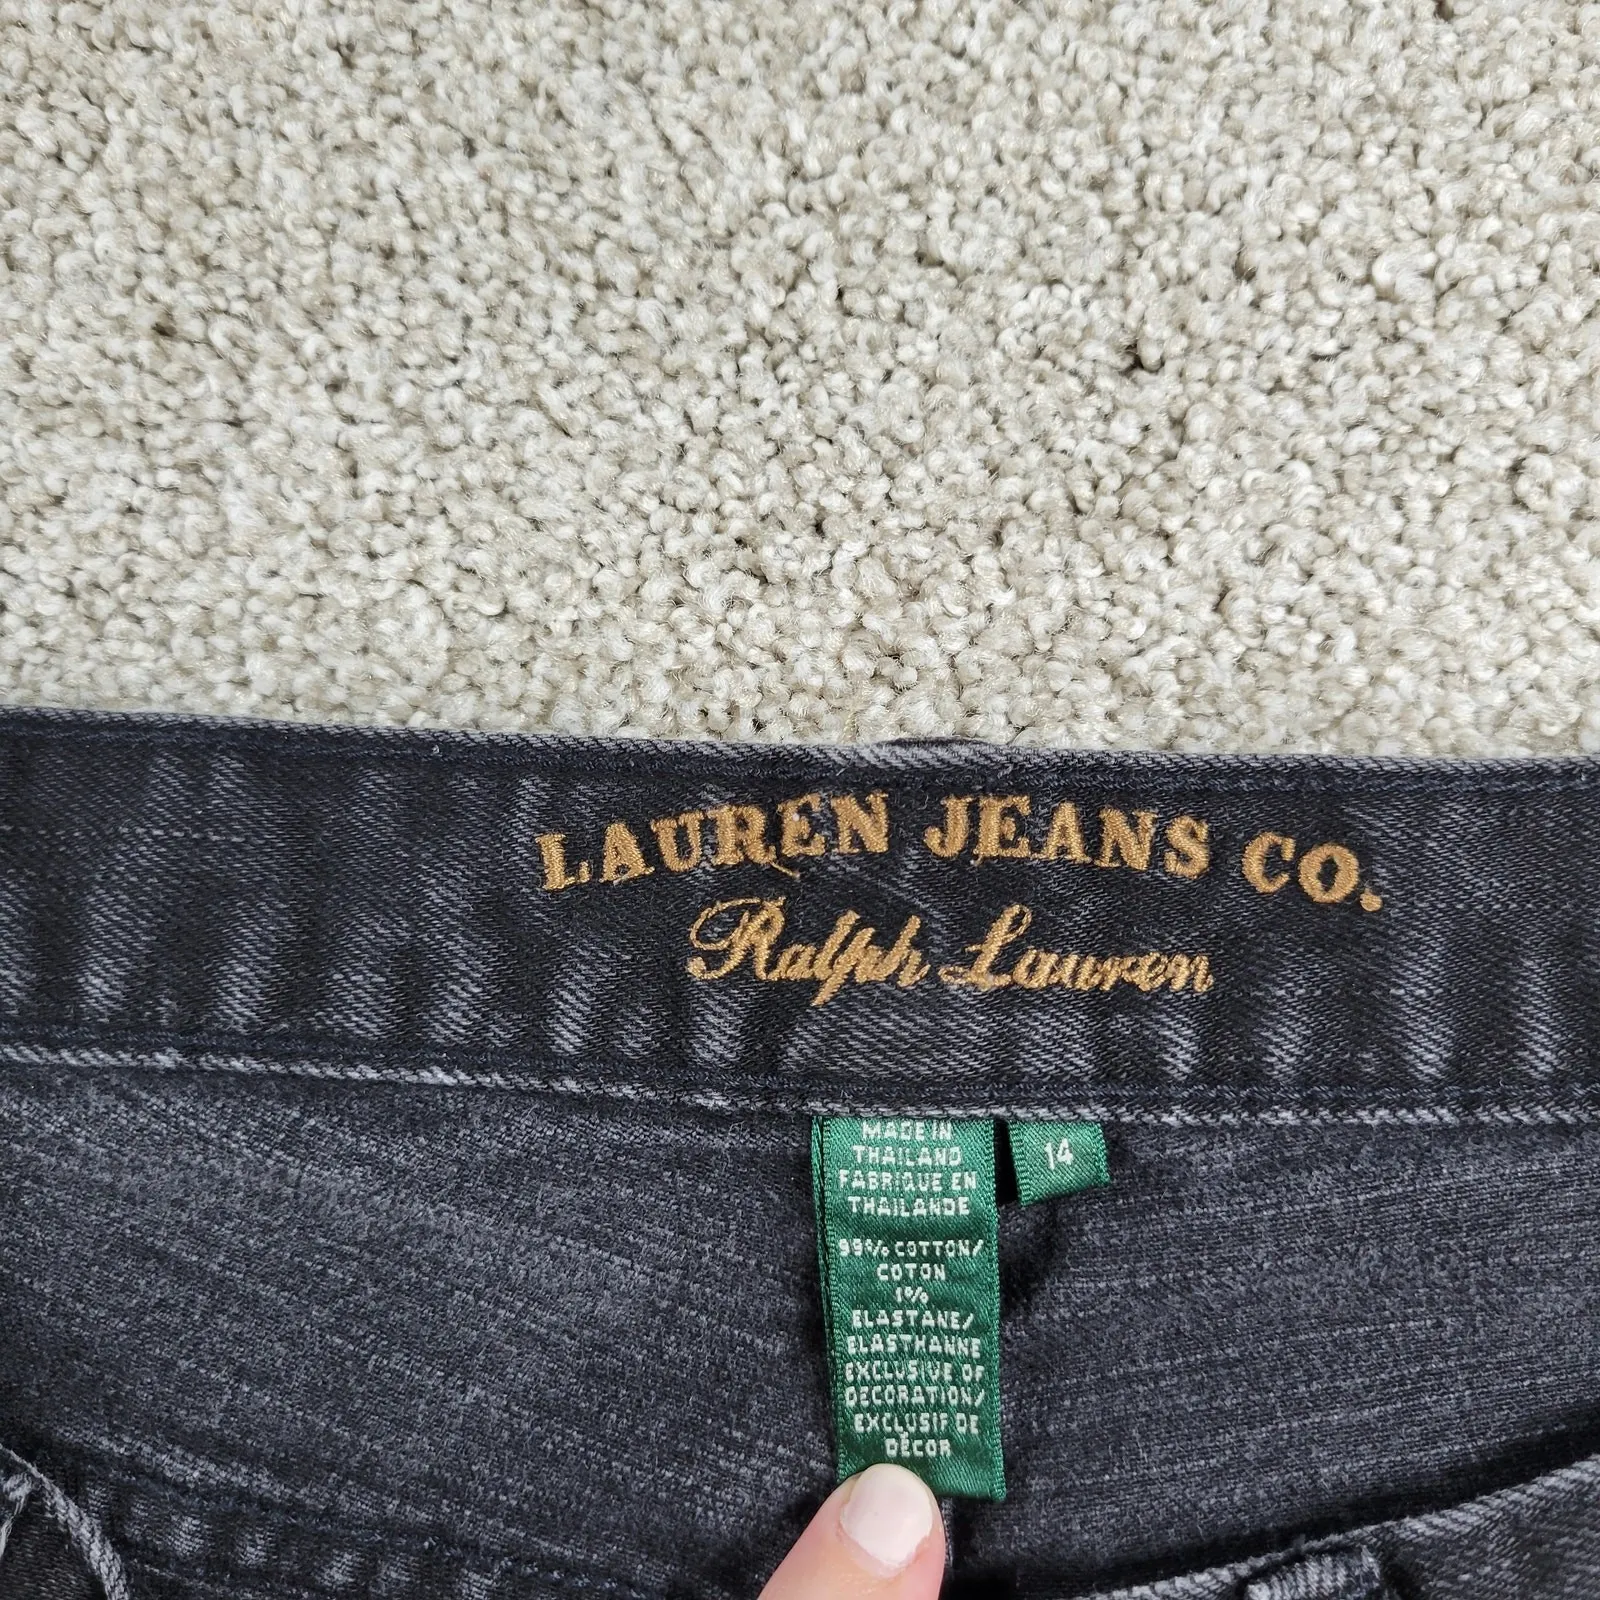 LAUREN JEANS CO.
Ralph Lauren
MADE IN
THAILAND
FABRIQUE EN
THAILANDE
99% COTTON/
COTON
1%
ELASTANE/
ELASTHANNE
EXCLUSIVE OF
DECORATION/
EXCLUSIF DE
DÉCOR
14